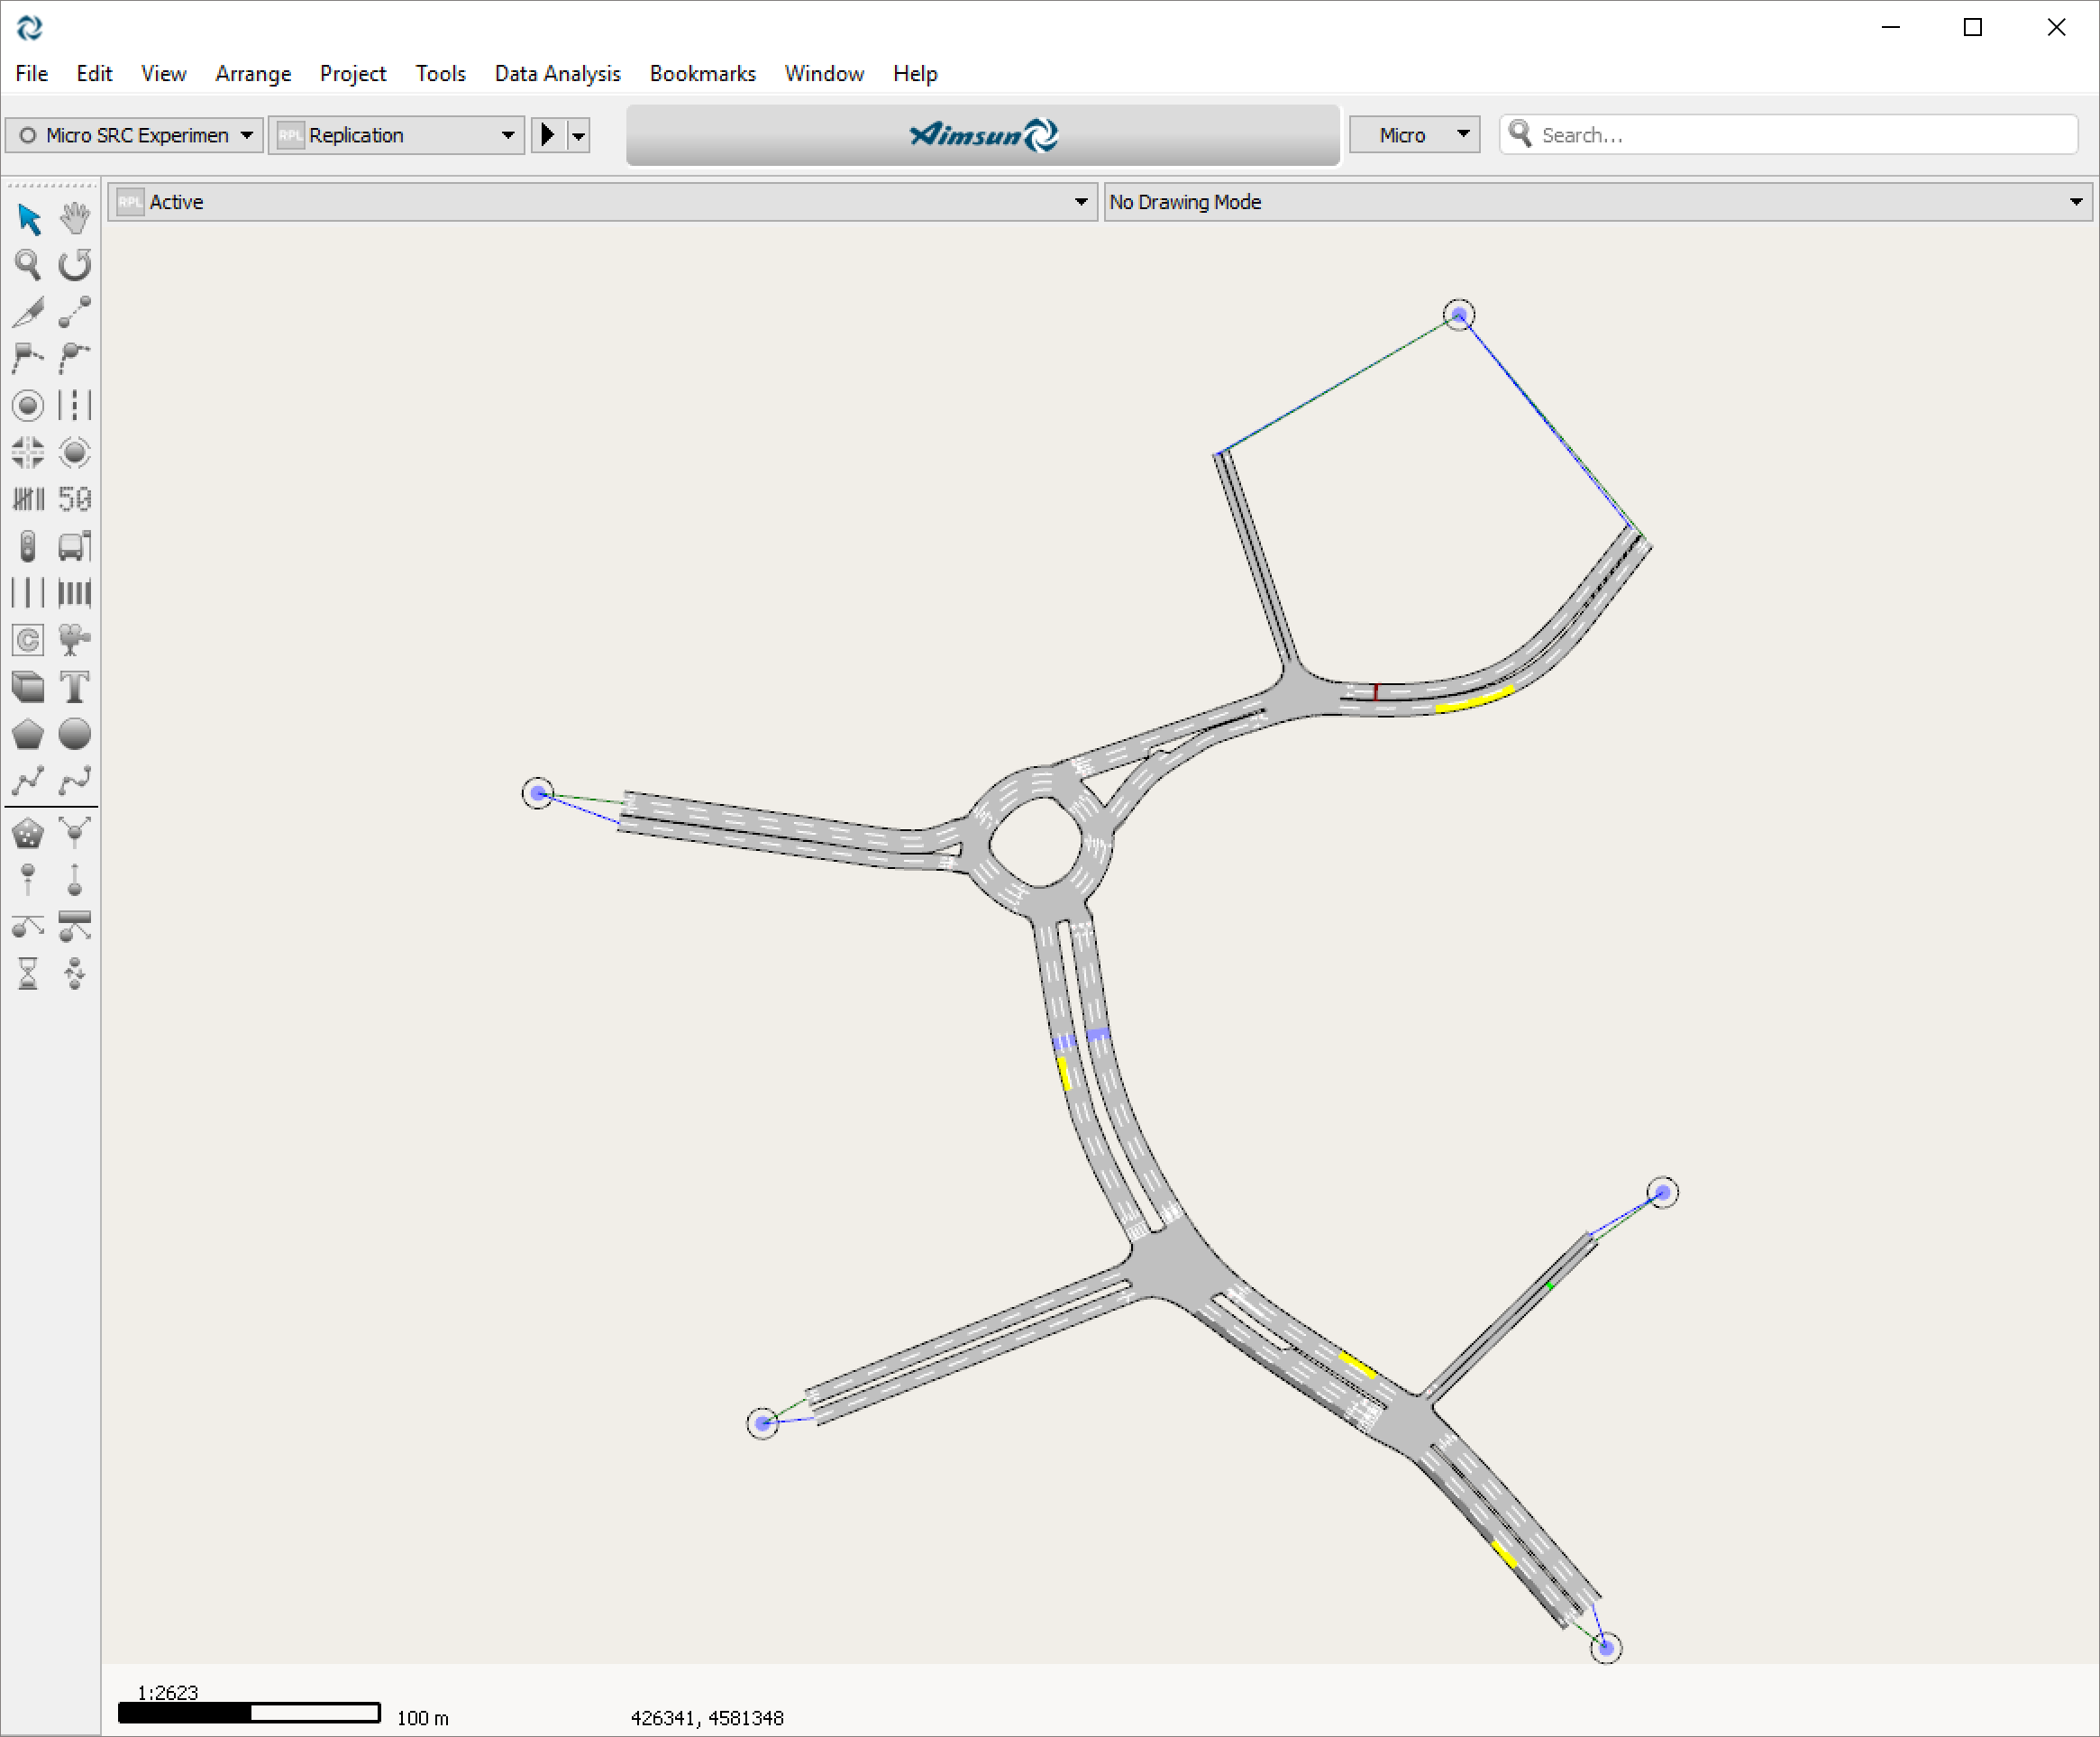 File Edit View Arrange Project Tools Data Analysis Bookmarks Window Help
Micro SRC Experimen RPL Replication Aimsun Micro Search...
RPL Active No Drawing Mode
50
C
T
1:2623
100 m 426341, 4581348